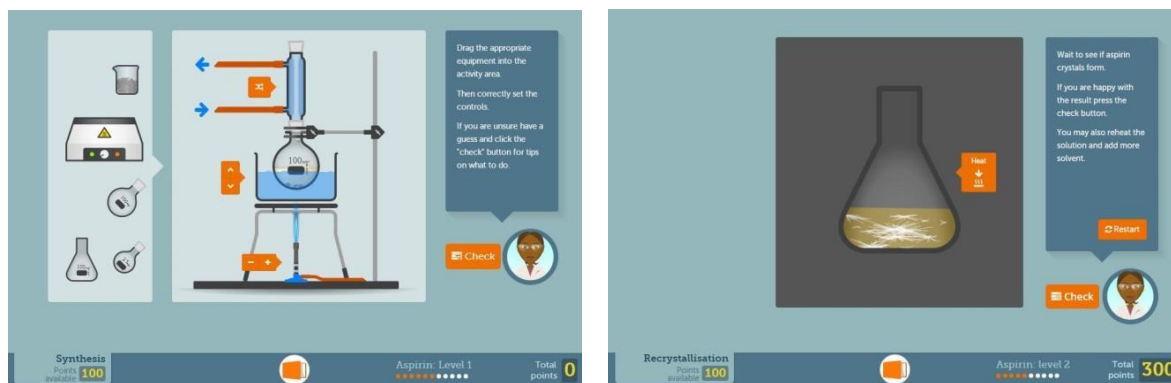 Drag the appropriate
equipment into the
activity area.
Then correctly set the
controls.
If you are unsure have a
guess and click the
"check" button for tips
on what to do.
100
100
Check
Synthesis
Points
available 100
Aspirin: Level 1
Total
points 0
Wait to see if aspirin
crystals form.
If you are happy with
the result press the
check button.
You may also reheat the
solution and add more
solvent.
Heat
Restart
Check
Recrystallisation
Points
available 100
Aspirin: level 2
Total
points 300